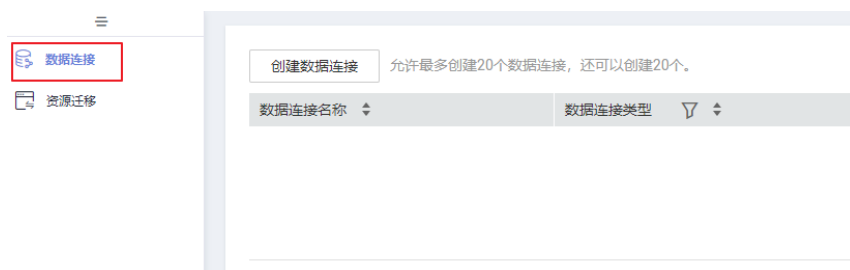 数据连接
资源迁移
创建数据连接 允许最多创建20个数据连接，还可以创建20个。
数据连接名称 数据连接类型